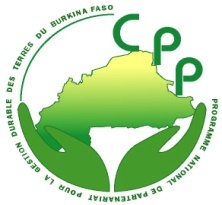 PROGRAMME NATIONAL DE PARTENARIAT POUR LA GESTION DURABLE DES TERRES DU BURKINA FASO
CPP